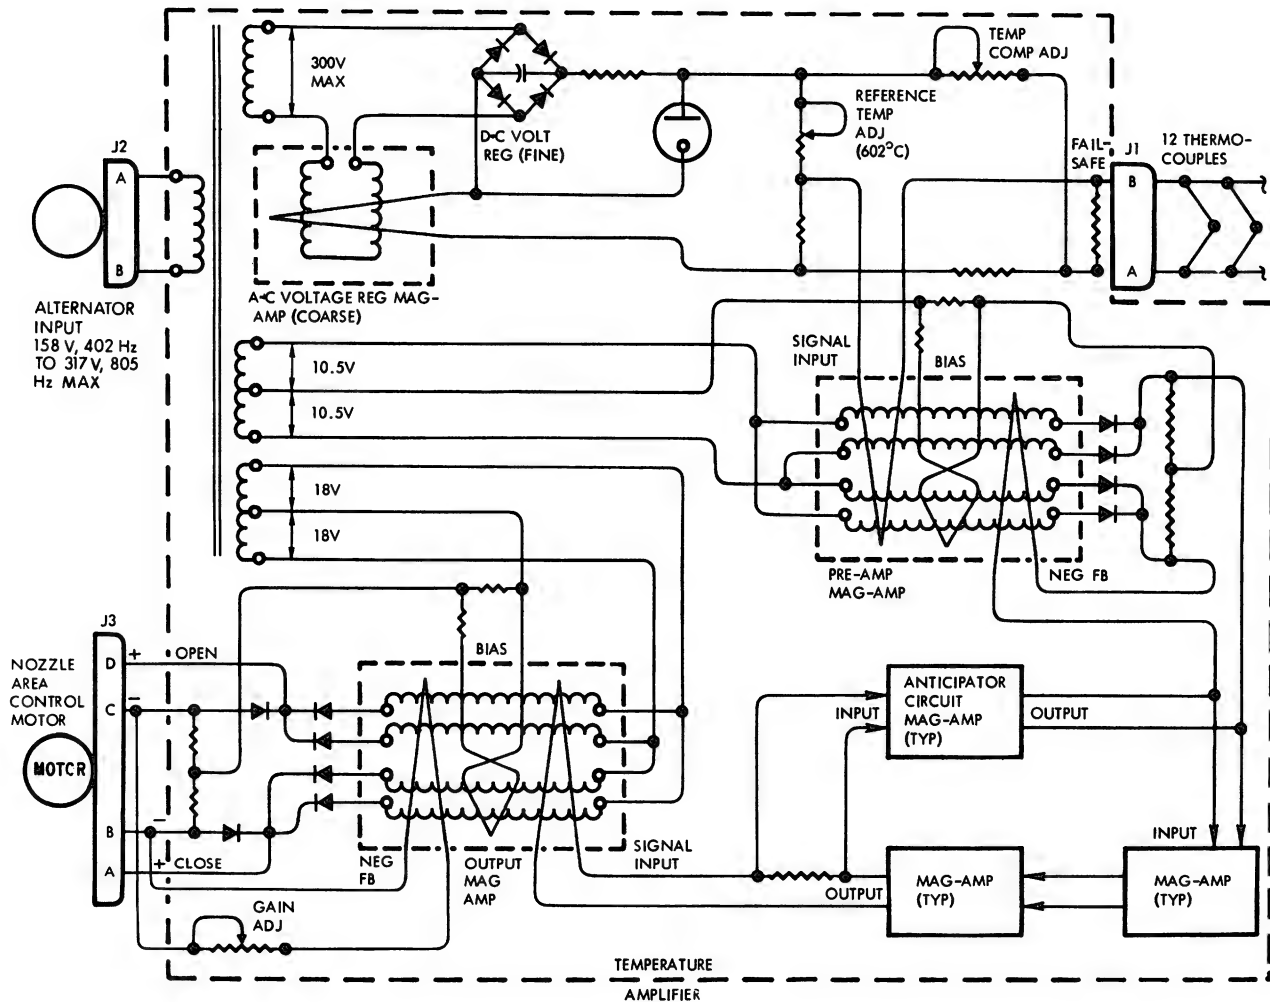 300V
MAX
D-C VOLT
REG (FINE)
TEMP
COMP ADJ
REFERENCE
TEMP
ADJ
(602°C)
FAIL-
SAFE
J1
12 THERMO-
COUPLES
B
A
J2
A
B
ALTERNATOR
INPUT
158 V, 402 Hz
TO 317 V, 805
Hz MAX
A-C VOLTAGE REG MAG-
AMP (COARSE)
10.5V
10.5V
18V
18V
SIGNAL
INPUT
BIAS
PRE-AMP
MAG-AMP
NEG FB
J3
NOZZLE
AREA
CONTROL
MOTOR
MOTCR
D
C
B
A
+
OPEN
−
−
+
CLOSE
BIAS
NEG
FB
OUTPUT
MAG
AMP
SIGNAL
INPUT
GAIN
ADJ
INPUT
ANTICIPATOR
CIRCUIT
MAG-AMP
(TYP)
OUTPUT
INPUT
OUTPUT
MAG-AMP
(TYP)
MAG-AMP
(TYP)
TEMPERATURE
AMPLIFIER